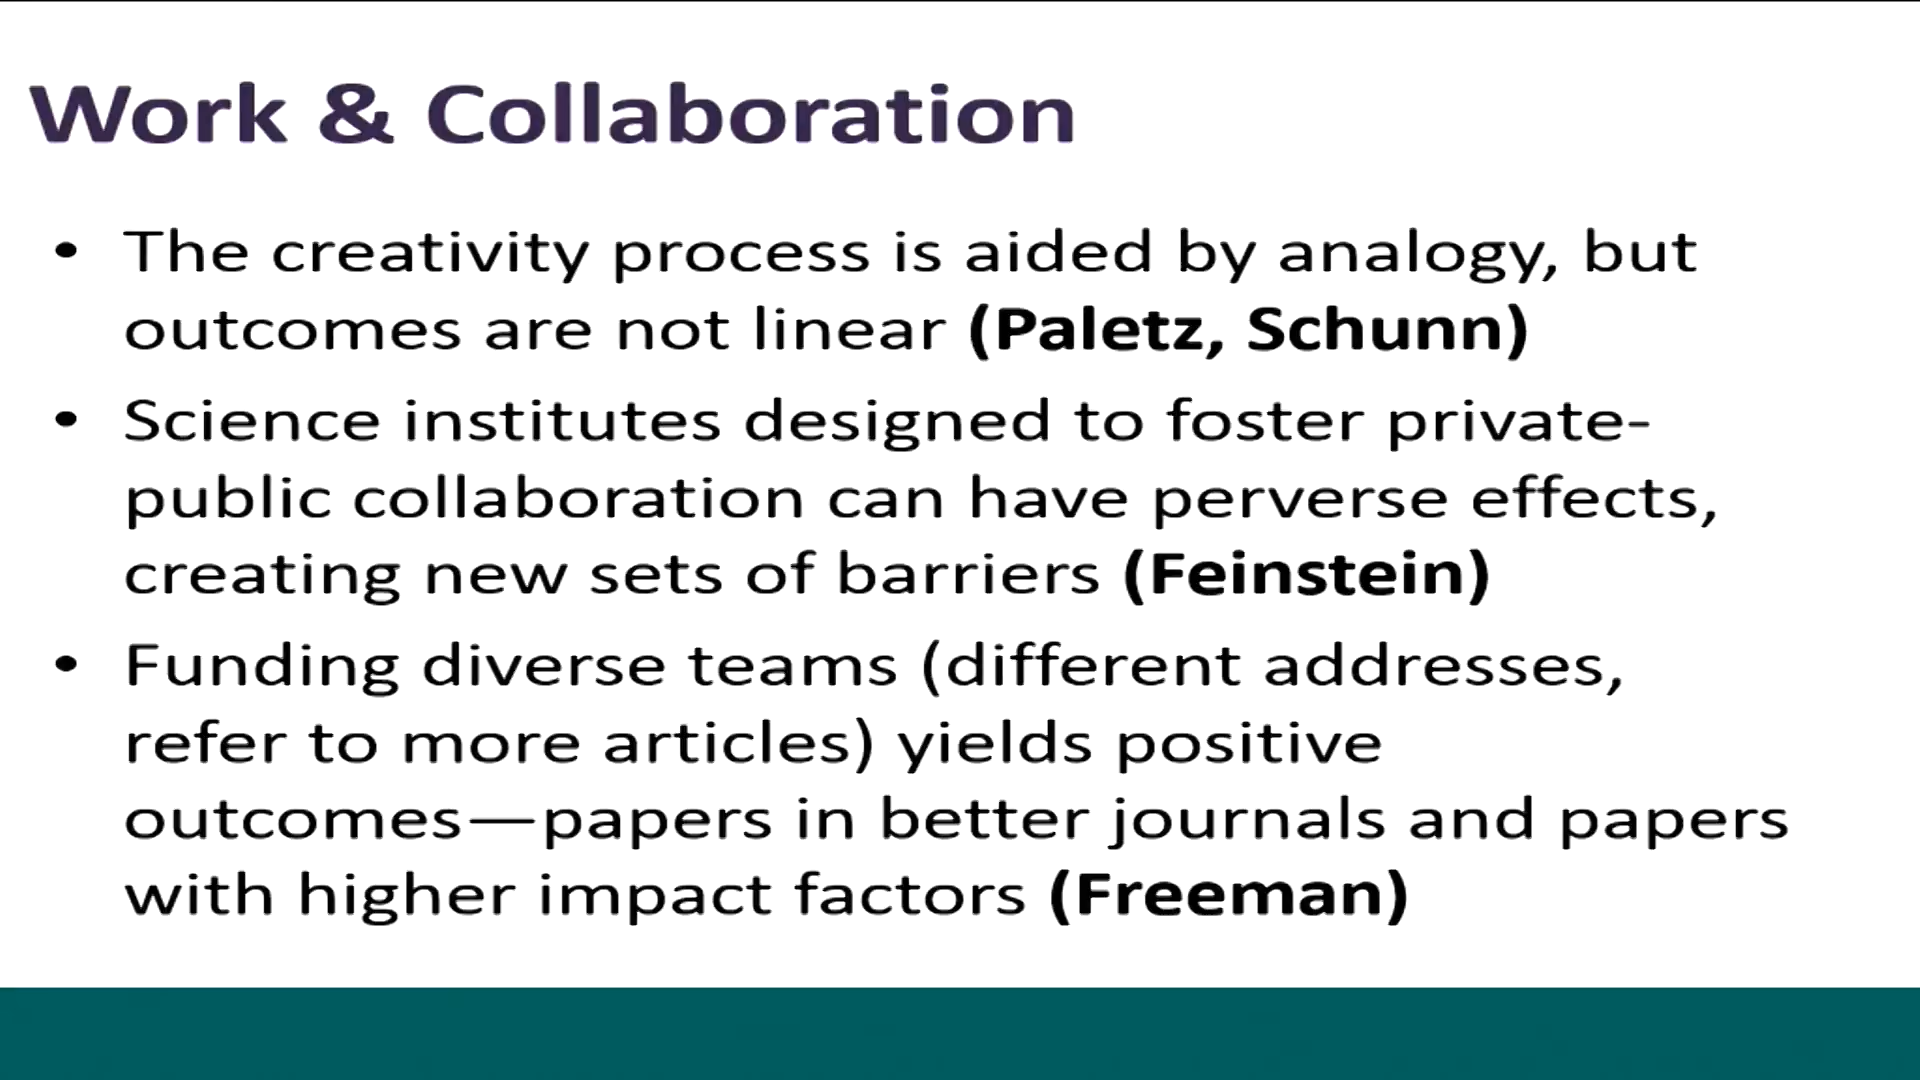 Work & Collaboration
• The creativity process is aided by analogy, but
outcomes are not linear (Paletz, Schunn)
• Science institutes designed to foster private-
public collaboration can have perverse effects,
creating new sets of barriers (Feinstein)
• Funding diverse teams (different addresses,
refer to more articles) yields positive
outcomes—papers in better journals and papers
with higher impact factors (Freeman)